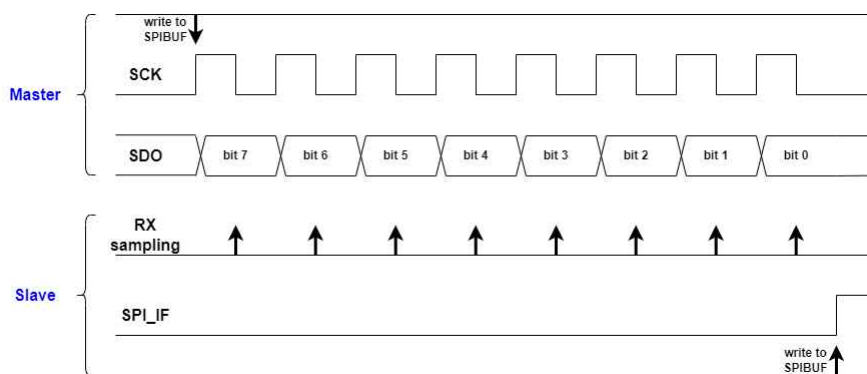 write to
SPIBUF
SCK
Master
SDO
bit 7 bit 6 bit 5 bit 4 bit 3 bit 2 bit 1 bit 0
RX
sampling
Slave
SPI_IF
write to
SPIBUF